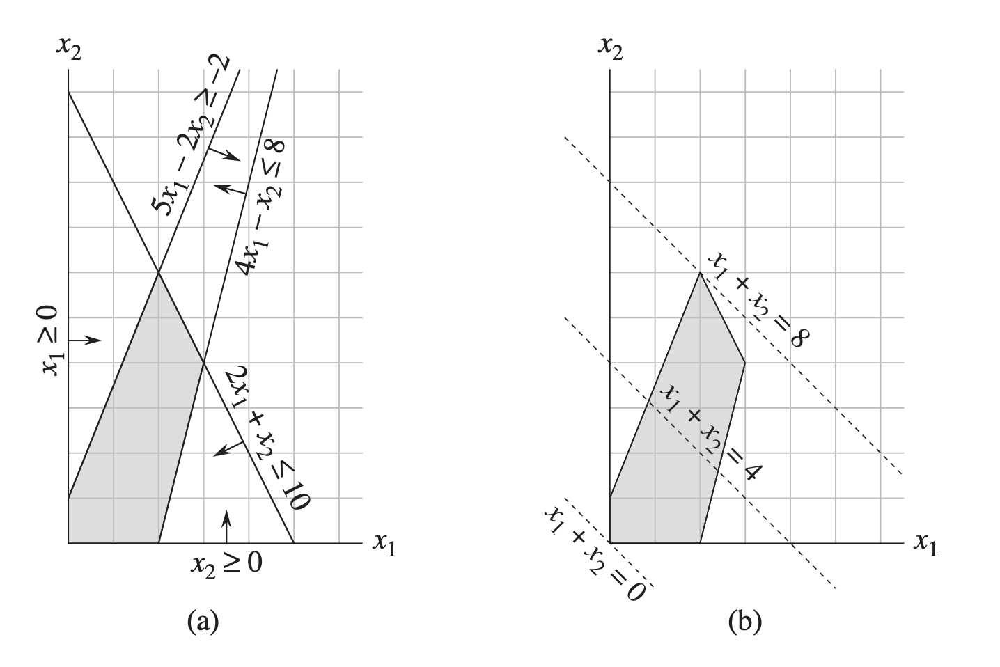 x₂
5x₁ − 2x₂ ≥ −2
4x₁ − x₂ ≤ 8
x₁ ≥ 0
2x₁ + x₂ ≤ 10
x₁
x₂ ≥ 0
(a)
x₂
x₁ + x₂ = 8
x₁ + x₂ = 4
x₁ + x₂ = 0
x₁
(b)